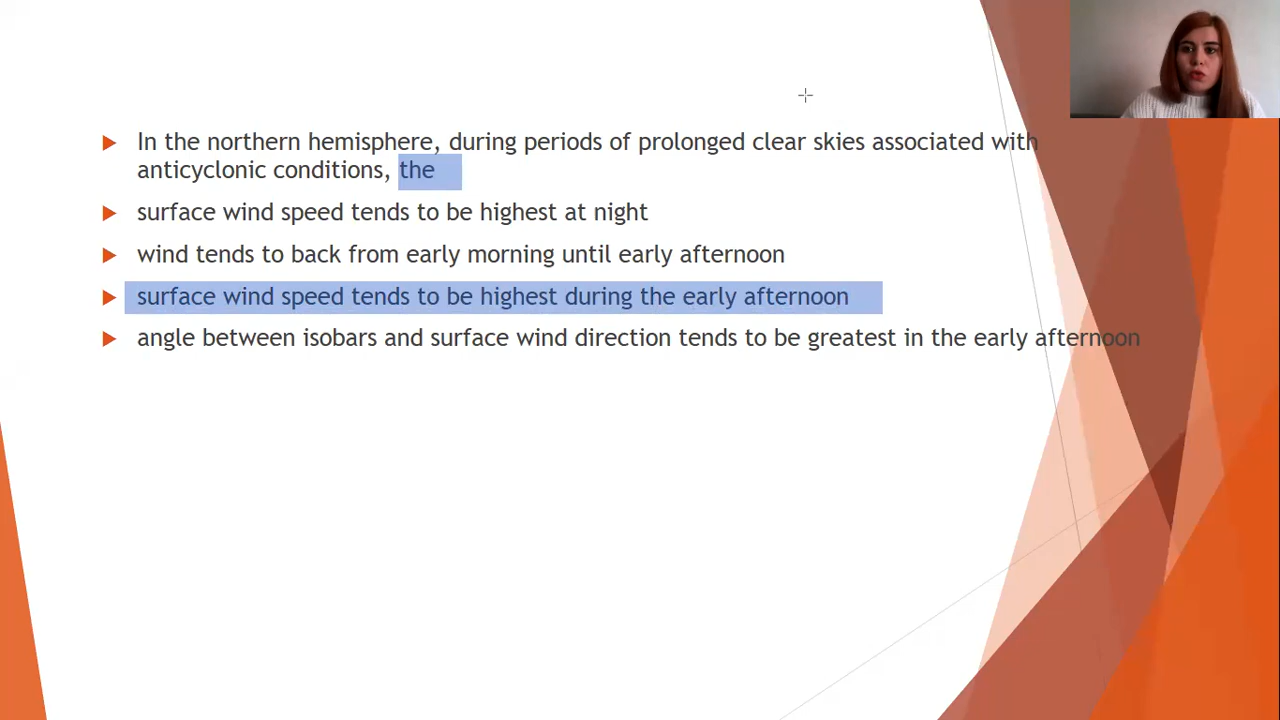 In the northern hemisphere, during periods of prolonged clear skies associated with
anticyclonic conditions, the
surface wind speed tends to be highest at night
wind tends to back from early morning until early afternoon
surface wind speed tends to be highest during the early afternoon
angle between isobars and surface wind direction tends to be greatest in the early afternoon